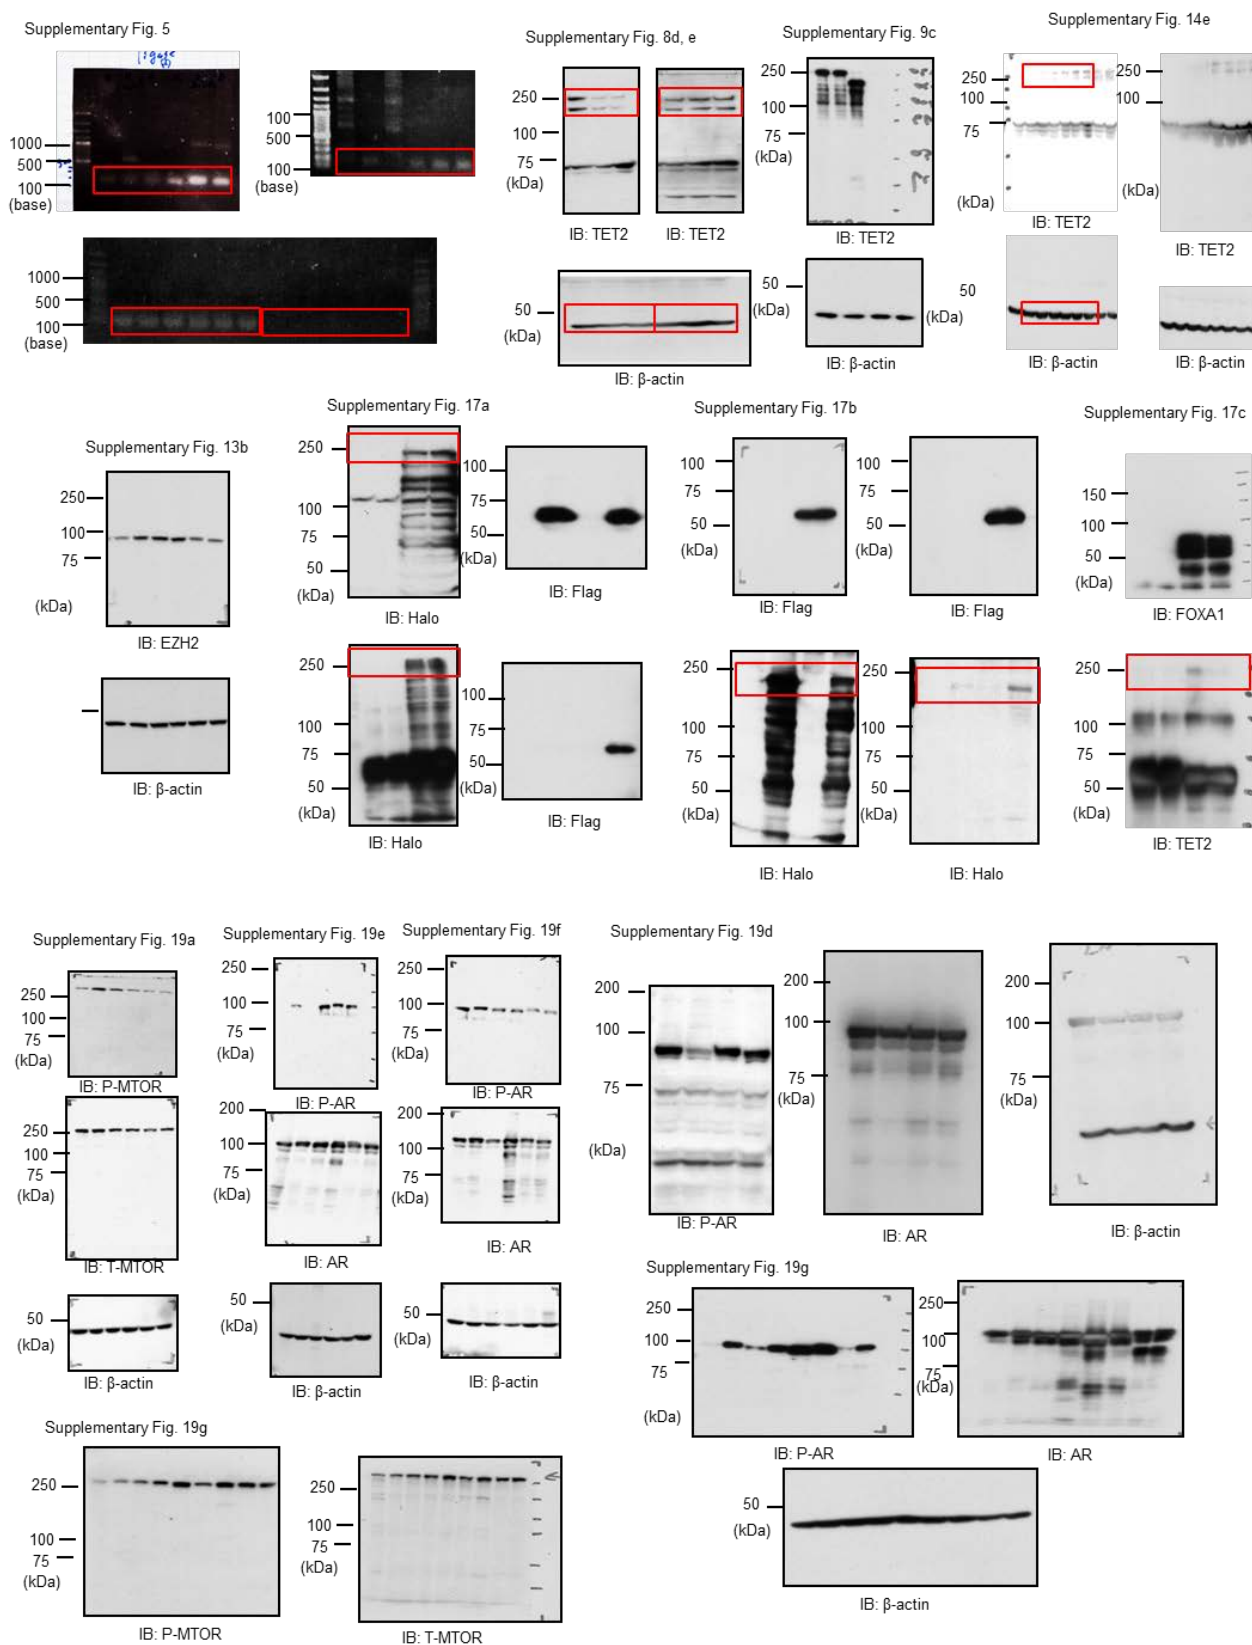 Supplementary Fig. 5
1000
500
100
(base)
100
500
100
(base)
1000
500
100
(base)
Supplementary Fig. 8d, e
250
100
75
(kDa)
IB: TET2
IB: TET2
50
(kDa)
IB: β-actin
Supplementary Fig. 9c
250
100
75
(kDa)
IB: TET2
50
(kDa)
IB: β-actin
Supplementary Fig. 14e
250
100
75
(kDa)
IB: TET2
250
100
75
(kDa)
IB: TET2
50
(kDa)
IB: β-actin
50
IB: β-actin
Supplementary Fig. 13b
250
100
75
(kDa)
IB: EZH2
IB: β-actin
Supplementary Fig. 17a
250
100
75
50
(kDa)
IB: Halo
100
75
50
(kDa)
IB: Flag
250
100
75
50
(kDa)
IB: Halo
100
75
50
(kDa)
IB: Flag
Supplementary Fig. 17b
100
75
50
(kDa)
IB: Flag
100
75
50
(kDa)
IB: Flag
250
100
75
50
(kDa)
IB: Halo
250
100
75
50
(kDa)
IB: Halo
Supplementary Fig. 17c
150
100
50
(kDa)
IB: FOXA1
250
100
75
50
(kDa)
IB: TET2
Supplementary Fig. 19a
250
100
75
(kDa)
IB: P-MTOR
250
100
75
(kDa)
IB: T-MTOR
50
(kDa)
IB: β-actin
Supplementary Fig. 19e
250
100
75
(kDa)
IB: P-AR
200
100
75
(kDa)
IB: AR
50
(kDa)
IB: β-actin
Supplementary Fig. 19f
250
100
75
(kDa)
IB: P-AR
200
100
75
(kDa)
IB: AR
50
(kDa)
IB: β-actin
Supplementary Fig. 19d
200
100
75
(kDa)
IB: P-AR
200
100
75
(kDa)
IB: AR
100
75
(kDa)
IB: β-actin
Supplementary Fig. 19g
250
100
75
(kDa)
IB: P-AR
250
100
75
(kDa)
IB: AR
50
(kDa)
IB: β-actin
Supplementary Fig. 19g
250
100
75
(kDa)
IB: P-MTOR
250
100
75
(kDa)
IB: T-MTOR